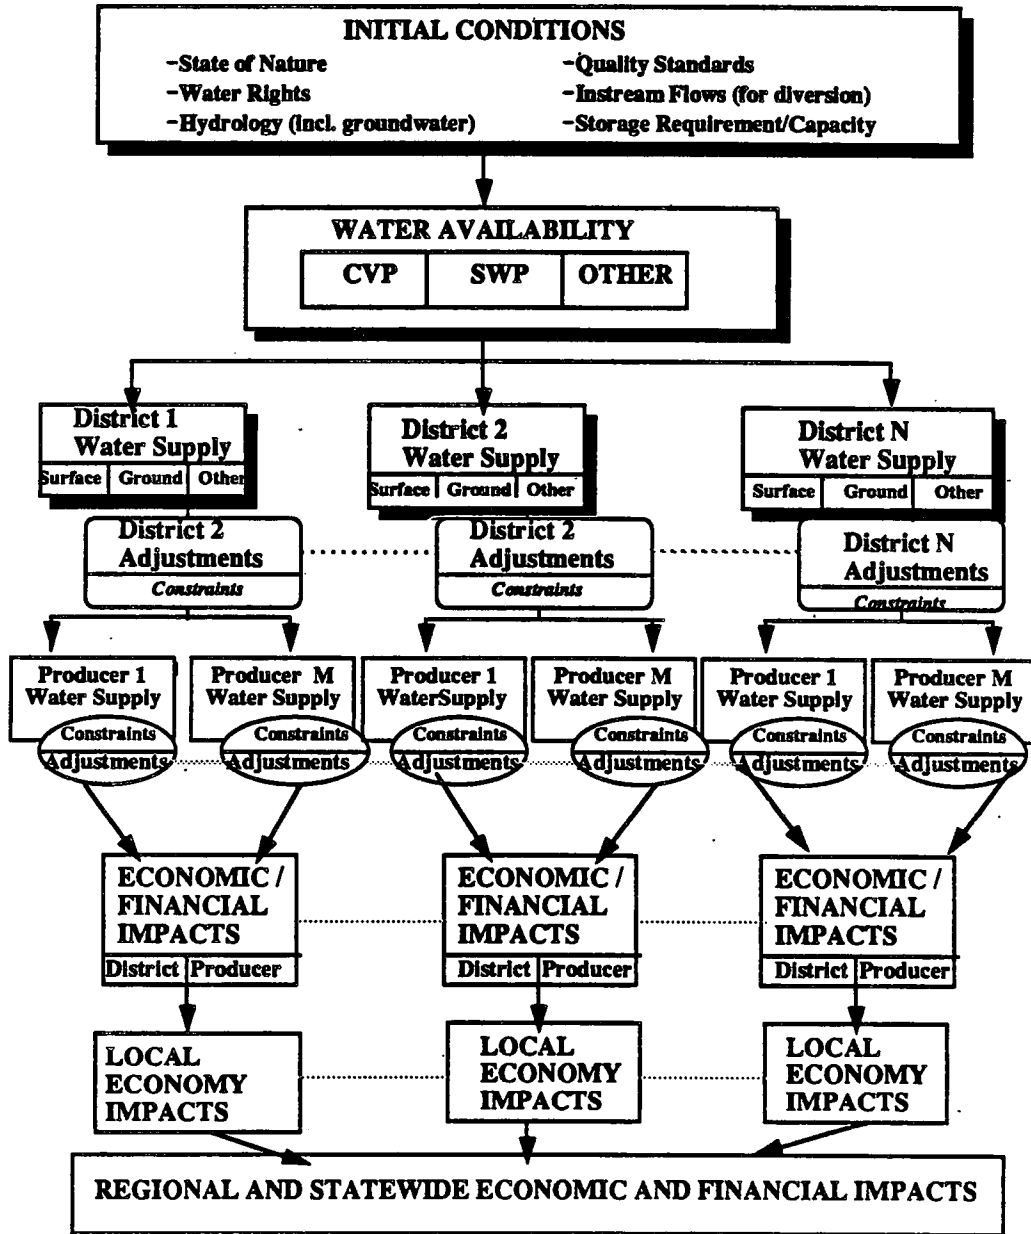 INITIAL CONDITIONS
-State of Nature
-Water Rights
-Hydrology (incl. groundwater)
-Quality Standards
-Instream Flows (for diversion)
-Storage Requirement/Capacity
WATER AVAILABILITY
CVP SWP OTHER
District 1
Water Supply
Surface Ground Other
District 2
Water Supply
Surface Ground Other
District N
Water Supply
Surface Ground Other
District 2
Adjustments
Constraints
District 2
Adjustments
Constraints
District N
Adjustments
Constraints
Producer 1
Water Supply
Constraints
Adjustments
Producer M
Water Supply
Constraints
Adjustments
Producer 1
WaterSupply
Constraints
Adjustments
Producer M
Water Supply
Constraints
Adjustments
Producer 1
Water Supply
Constraints
Adjustments
Producer M
Water Supply
Constraints
Adjustments
ECONOMIC /
FINANCIAL
IMPACTS
District Producer
ECONOMIC /
FINANCIAL
IMPACTS
District Producer
ECONOMIC /
FINANCIAL
IMPACTS
District Producer
LOCAL
ECONOMY
IMPACTS
LOCAL
ECONOMY
IMPACTS
LOCAL
ECONOMY
IMPACTS
REGIONAL AND STATEWIDE ECONOMIC AND FINANCIAL IMPACTS